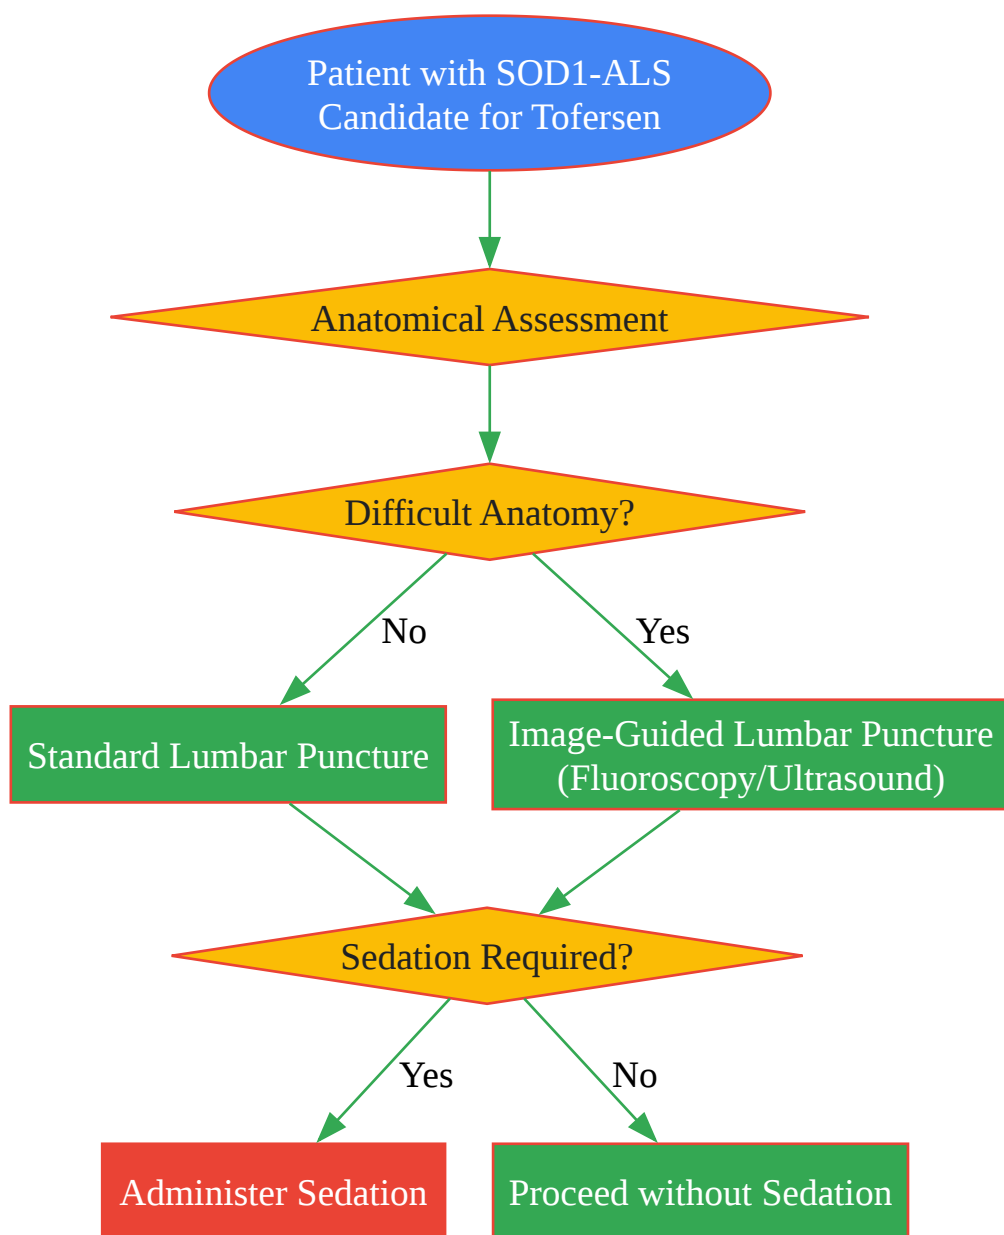 Patient with SOD1-ALS
Candidate for Tofersen
Anatomical Assessment
Difficult Anatomy?
No
Yes
Standard Lumbar Puncture
Image-Guided Lumbar Puncture
(Fluoroscopy/Ultrasound)
Sedation Required?
Yes
No
Administer Sedation
Proceed without Sedation